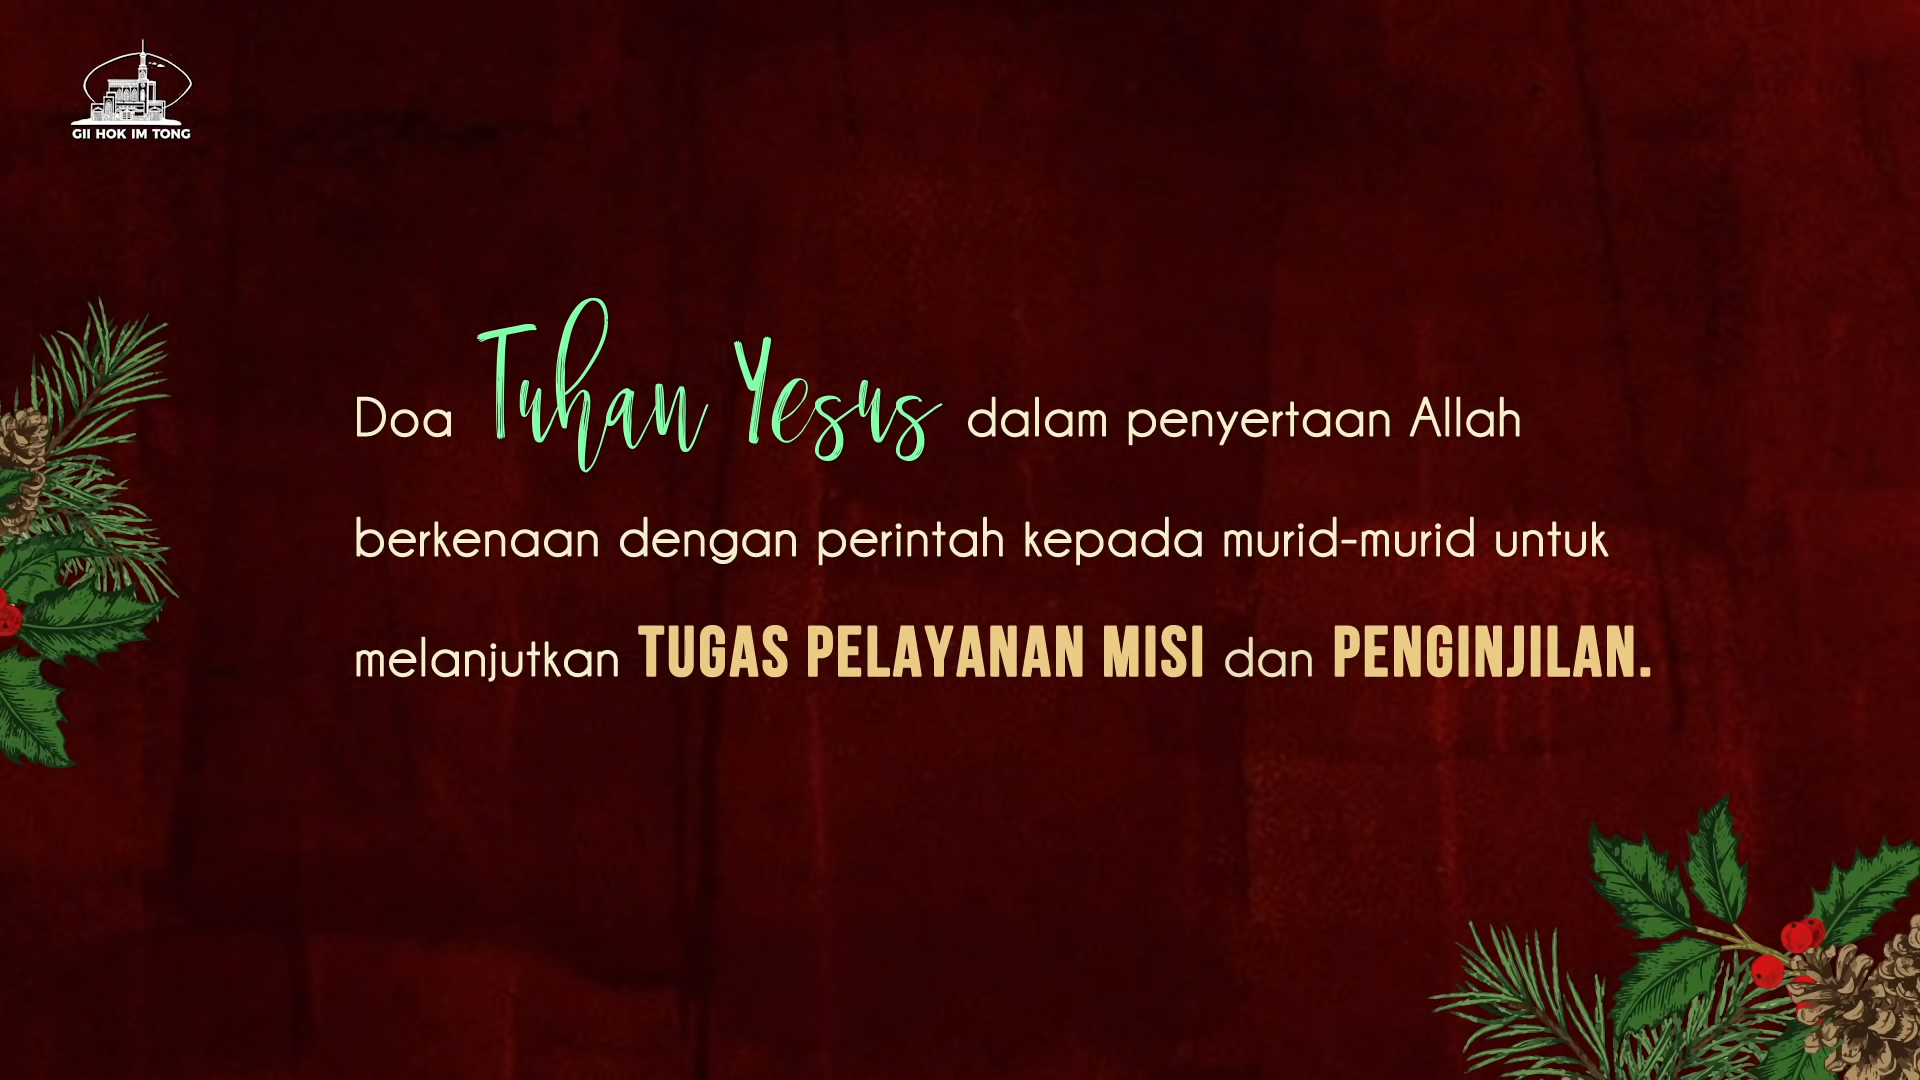 GII HOK IM TONG
Doa Tuhan Yesus dalam penyertaan Allah
berkenaan dengan perintah kepada murid-murid untuk
melanjutkan TUGAS PELAYANAN MISI dan PENGINJILAN.